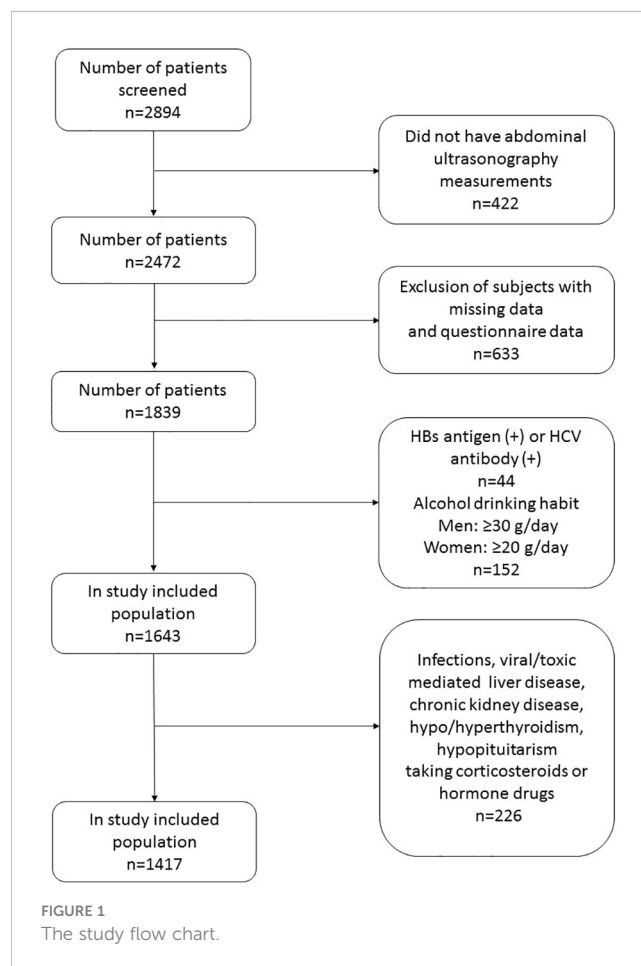 Number of patients
screened
n=2894
Did not have abdominal
ultrasonography
measurements
n=422
Number of patients
n=2472
Exclusion of subjects with
missing data
and questionnaire data
n=633
Number of patients
n=1839
HBs antigen (+) or HCV
antibody (+)
n=44
Alcohol drinking habit
Men: ≥30 g/day
Women: ≥20 g/day
n=152
In study included
population
n=1643
Infections, viral/toxic
mediated liver disease,
chronic kidney disease,
hypo/hyperthyroidism,
hypopituitarism
taking corticosteroids or
hormone drugs
n=226
In study included
population
n=1417
FIGURE 1
The study flow chart.